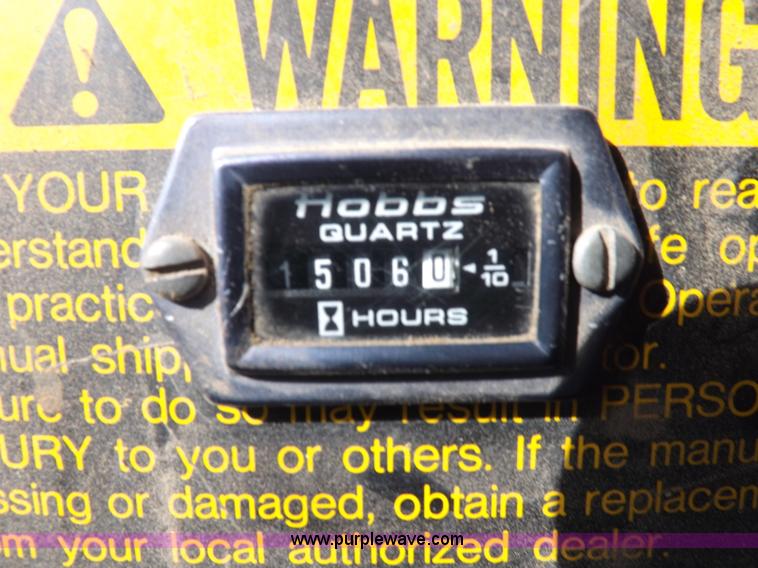 WARNING
YOUR to rea
erstand fe op
practic Opera
nual ship tor.
ure to do so may result in PERSO
URY to you or others. If the manu
ssing or damaged, obtain a replacem
om your local authorized dealer.
Hobbs
QUARTZ
1 5 0 6 0 1/10
HOURS
www.purplewave.com